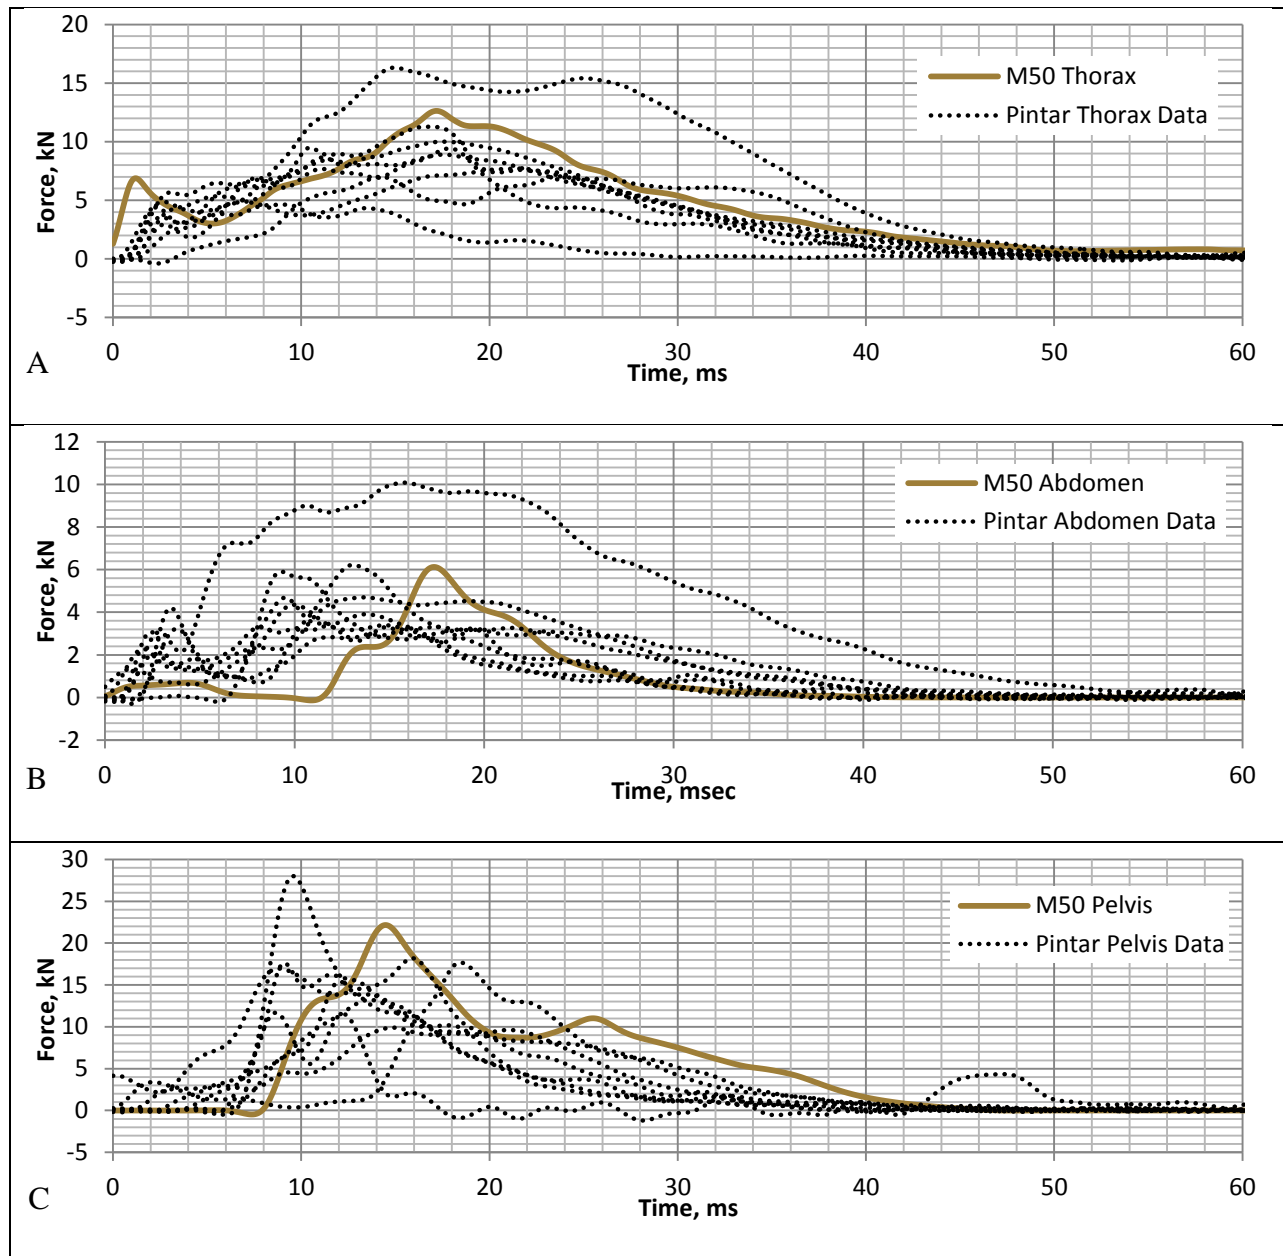 20
15
10
5
0
-5
Force, kN
M50 Thorax
Pintar Thorax Data
0 10 20 30 40 50 60
Time, ms
A
12
10
8
6
4
2
0
-2
Force, kN
M50 Abdomen
Pintar Abdomen Data
0 10 20 30 40 50 60
Time, msec
B
30
25
20
15
10
5
0
-5
Force, kN
M50 Pelvis
Pintar Pelvis Data
0 10 20 30 40 50 60
Time, ms
C